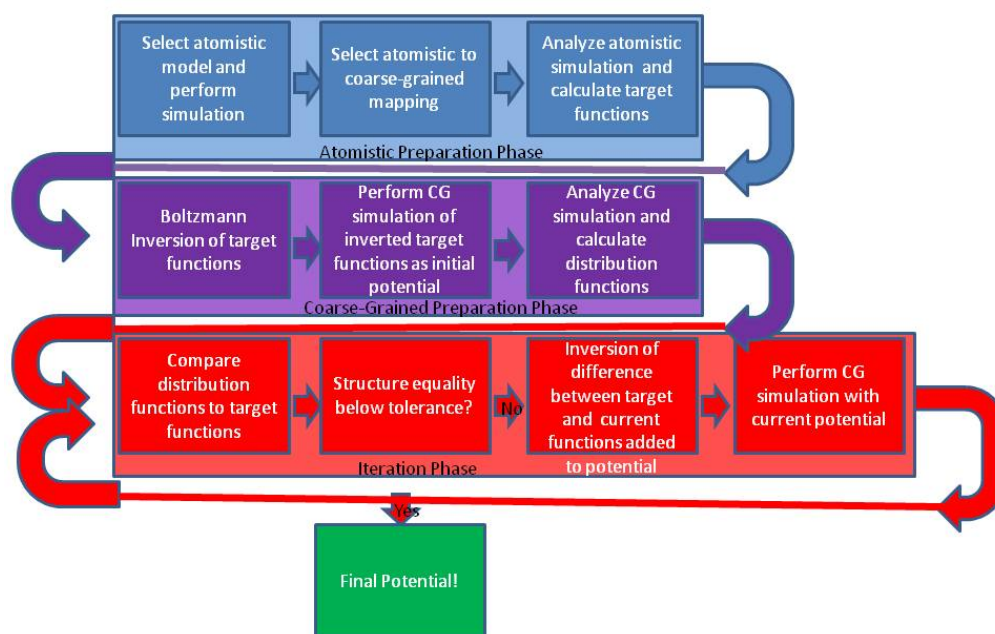 Select atomistic
model and
perform
simulation
Select atomistic to
coarse-grained
mapping
Analyze atomistic
simulation and
calculate target
functions
Atomistic Preparation Phase
Boltzmann
Inversion of target
functions
Perform CG
simulation of
inverted target
functions as initial
potential
Analyze CG
simulation and
calculate
distribution
functions
Coarse-Grained Preparation Phase
Compare
distribution
functions to target
functions
Structure equality
below tolerance?
No
Inversion of
difference
between target
and current
functions added
to potential
Perform CG
simulation with
current potential
Iteration Phase
Yes
Final Potential!